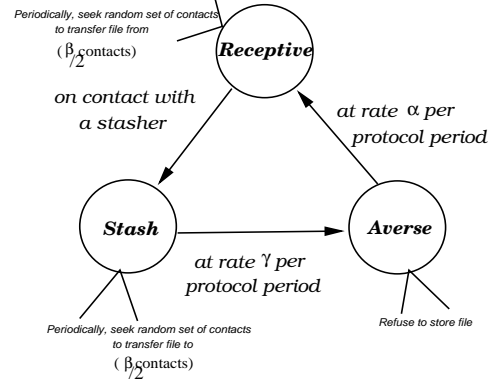 Periodically, seek random set of contacts
to transfer file from
( β/2 contacts)
Receptive
on contact with
a stasher
at rate α per
protocol period
Stash
Averse
at rate γ per
protocol period
Periodically, seek random set of contacts
to transfer file to
( β/2 contacts)
Refuse to store file